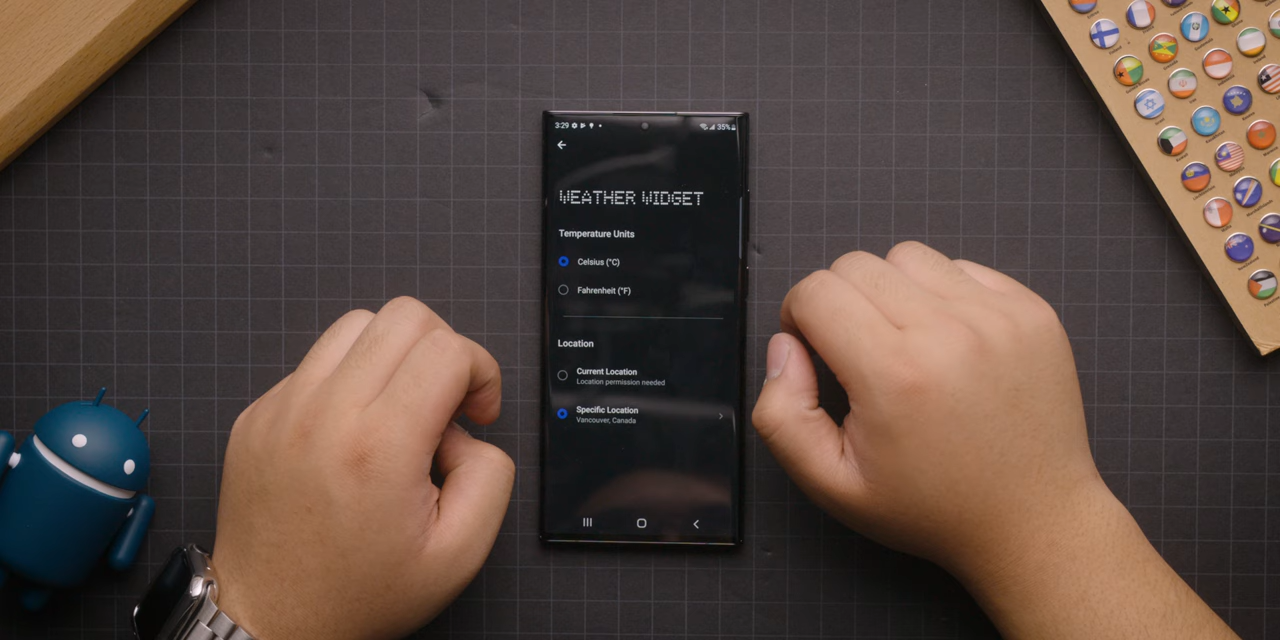 3:29
35%
WEATHER WIDGET
Temperature Units
Celsius (°C)
Fahrenheit (°F)
Location
Current Location
Location permission needed
Specific Location
Vancouver, Canada